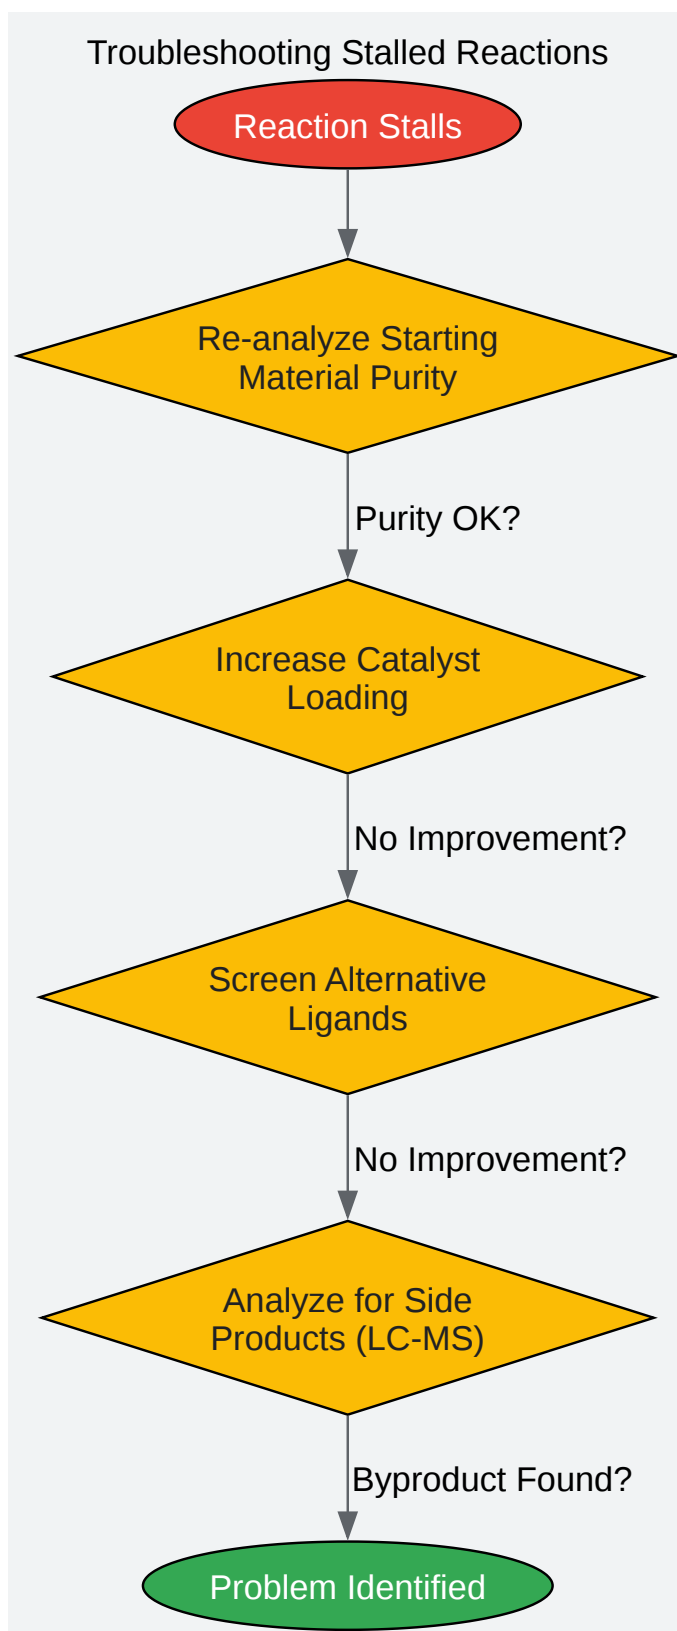 Troubleshooting Stalled Reactions
Reaction Stalls
Re-analyze Starting
Material Purity
Purity OK?
Increase Catalyst
Loading
No Improvement?
Screen Alternative
Ligands
No Improvement?
Analyze for Side
Products (LC-MS)
Byproduct Found?
Problem Identified